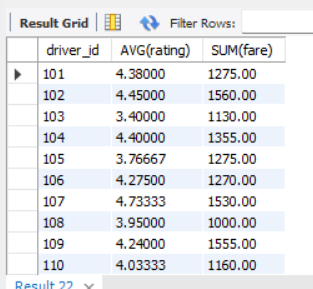 Result Grid Filter Rows:
driver_id AVG(rating) SUM(fare)
101 4.38000 1275.00
102 4.45000 1560.00
103 3.40000 1130.00
104 4.40000 1355.00
105 3.76667 1275.00
106 4.27500 1270.00
107 4.73333 1530.00
108 3.95000 1000.00
109 4.24000 1555.00
110 4.03333 1160.00
Result 22 ×